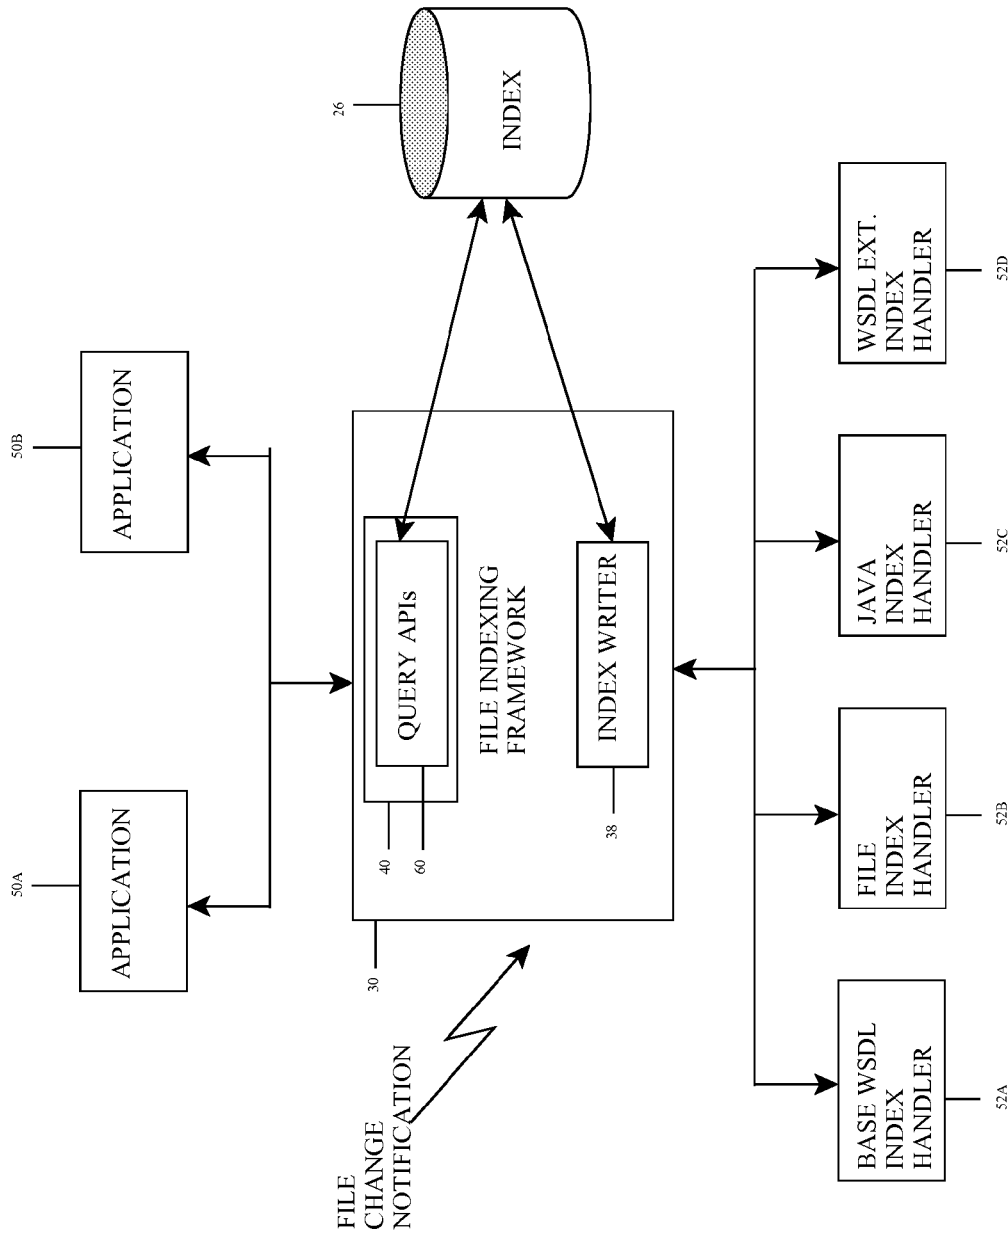 50A
50B
APPLICATION
APPLICATION
26
INDEX
30
40
60
QUERY APIs
FILE INDEXING
FRAMEWORK
38
INDEX WRITER
FILE
CHANGE
NOTIFICATION
BASE WSDL
INDEX
HANDLER
52A
FILE
INDEX
HANDLER
52B
JAVA
INDEX
HANDLER
52C
WSDL EXT.
INDEX
HANDLER
52D